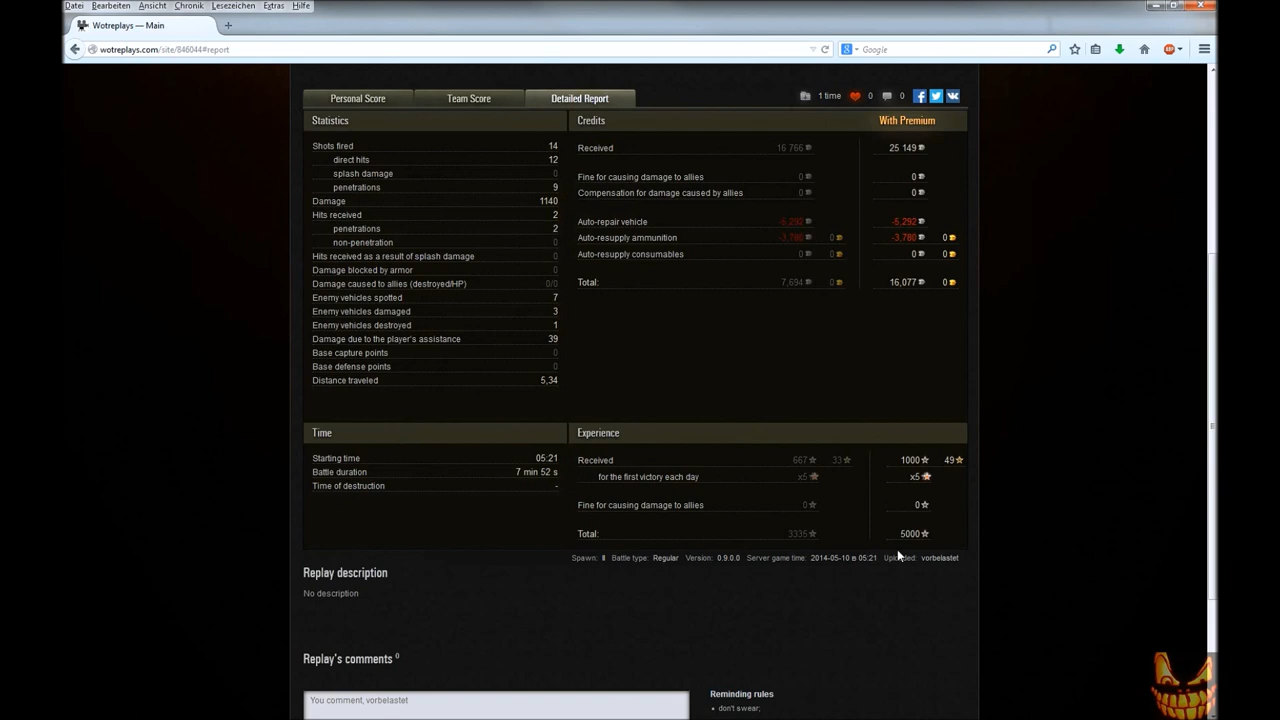 Datei Bearbeiten Ansicht Chronik Lesezeichen Extras Hilfe
Wotreplays — Main
wotreplays.com/site/846044#report
Google
Personal Score Team Score Detailed Report 1 time 0 0
Statistics Credits With Premium
Shots fired 14 Received 16 766 25 149
direct hits 12
splash damage 0 Fine for causing damage to allies 0 0
penetrations 9 Compensation for damage caused by allies 0 0
Damage 1140
Hits received 2 Auto-repair vehicle -5,292 -5,292
penetrations 2 Auto-resupply ammunition -3,780 0 -3,780 0
non-penetration 0 Auto-resupply consumables 0 0 0 0
Hits received as a result of splash damage 0
Damage blocked by armor 0 Total: 7,694 0 16,077 0
Damage caused to allies (destroyed/HP) 0/0
Enemy vehicles spotted 7
Enemy vehicles damaged 3
Enemy vehicles destroyed 1
Damage due to the player's assistance 39
Base capture points 0
Base defense points 0
Distance traveled 5,34
Time Experience
Starting time 05:21 Received 667 33 1000 49
Battle duration 7 min 52 s for the first victory each day x5 x5
Time of destruction -
Fine for causing damage to allies 0 0
Total: 3335 5000
Spawn: II Battle type: Regular Version: 0.9.0.0 Server game time: 2014-05-10 в 05:21 Uploaded: vorbelastet
Replay description
No description
Replay's comments 0
You comment, vorbelastet
Reminding rules
• don't swear;